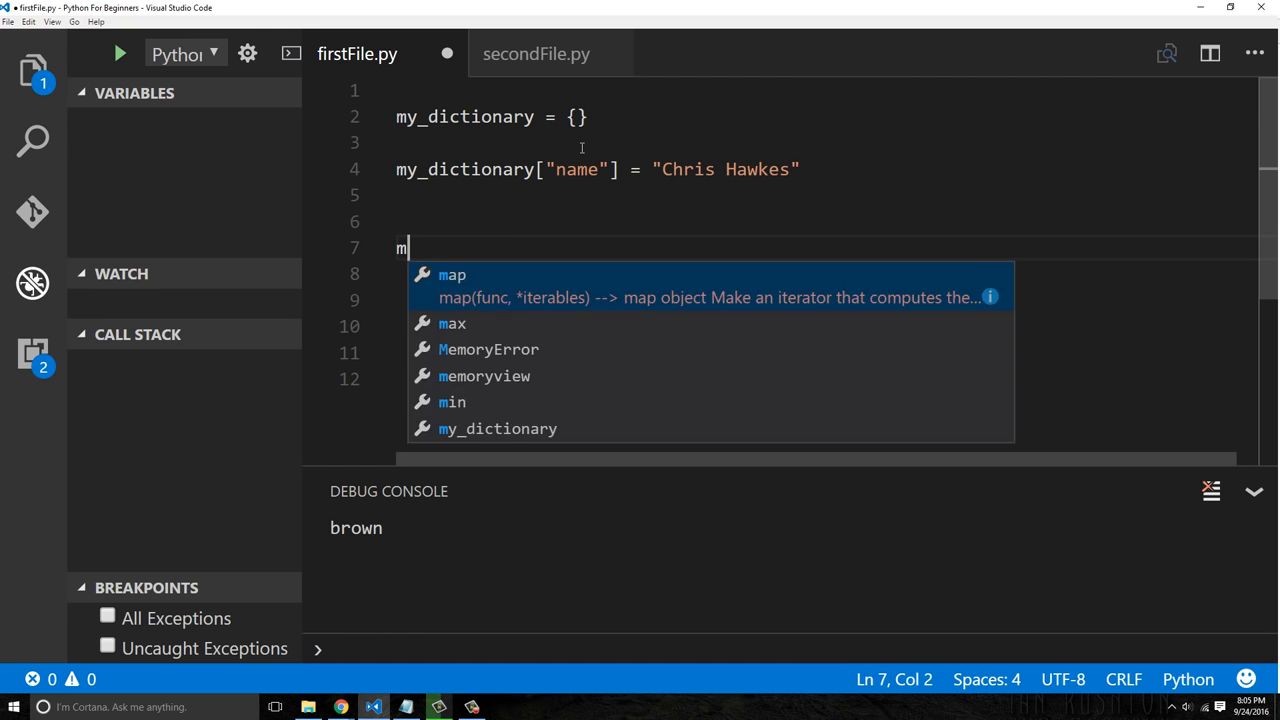 • firstFile.py - Python For Beginners - Visual Studio Code
File Edit View Go Help
Python
firstFile.py
secondFile.py
1
VARIABLES
WATCH
CALL STACK
2
BREAKPOINTS
All Exceptions
Uncaught Exceptions
1
2 my_dictionary = {}
3
4 my_dictionary["name"] = "Chris Hawkes"
5
6
7 m
8
9
10
11
12
map
map(func, *iterables) --> map object Make an iterator that computes the...
max
MemoryError
memoryview
min
my_dictionary
DEBUG CONSOLE
brown
0 0
Ln 7, Col 2
Spaces: 4
UTF-8
CRLF
Python
I'm Cortana. Ask me anything.
8:05 PM
9/24/2016